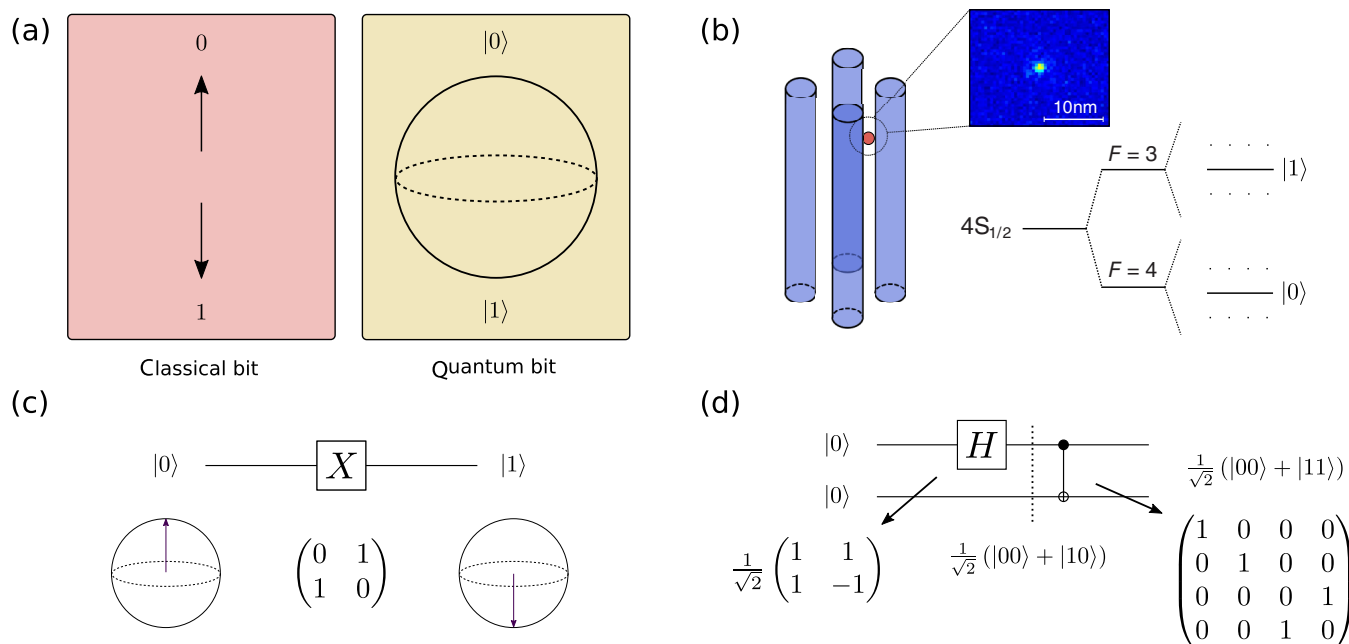 (a)
0
1
Classical bit
|0⟩
|1⟩
Quantum bit
(b)
10nm
4S1/2
F = 3
F = 4
|1⟩
|0⟩
(c)
|0⟩ X |1⟩
0 1
1 0
(d)
|0⟩ H
|0⟩
1/√2 (1 1
1 −1)
1/√2 (|00⟩ + |10⟩)
1/√2 (|00⟩ + |11⟩)
1 0 0 0
0 1 0 0
0 0 0 1
0 0 1 0